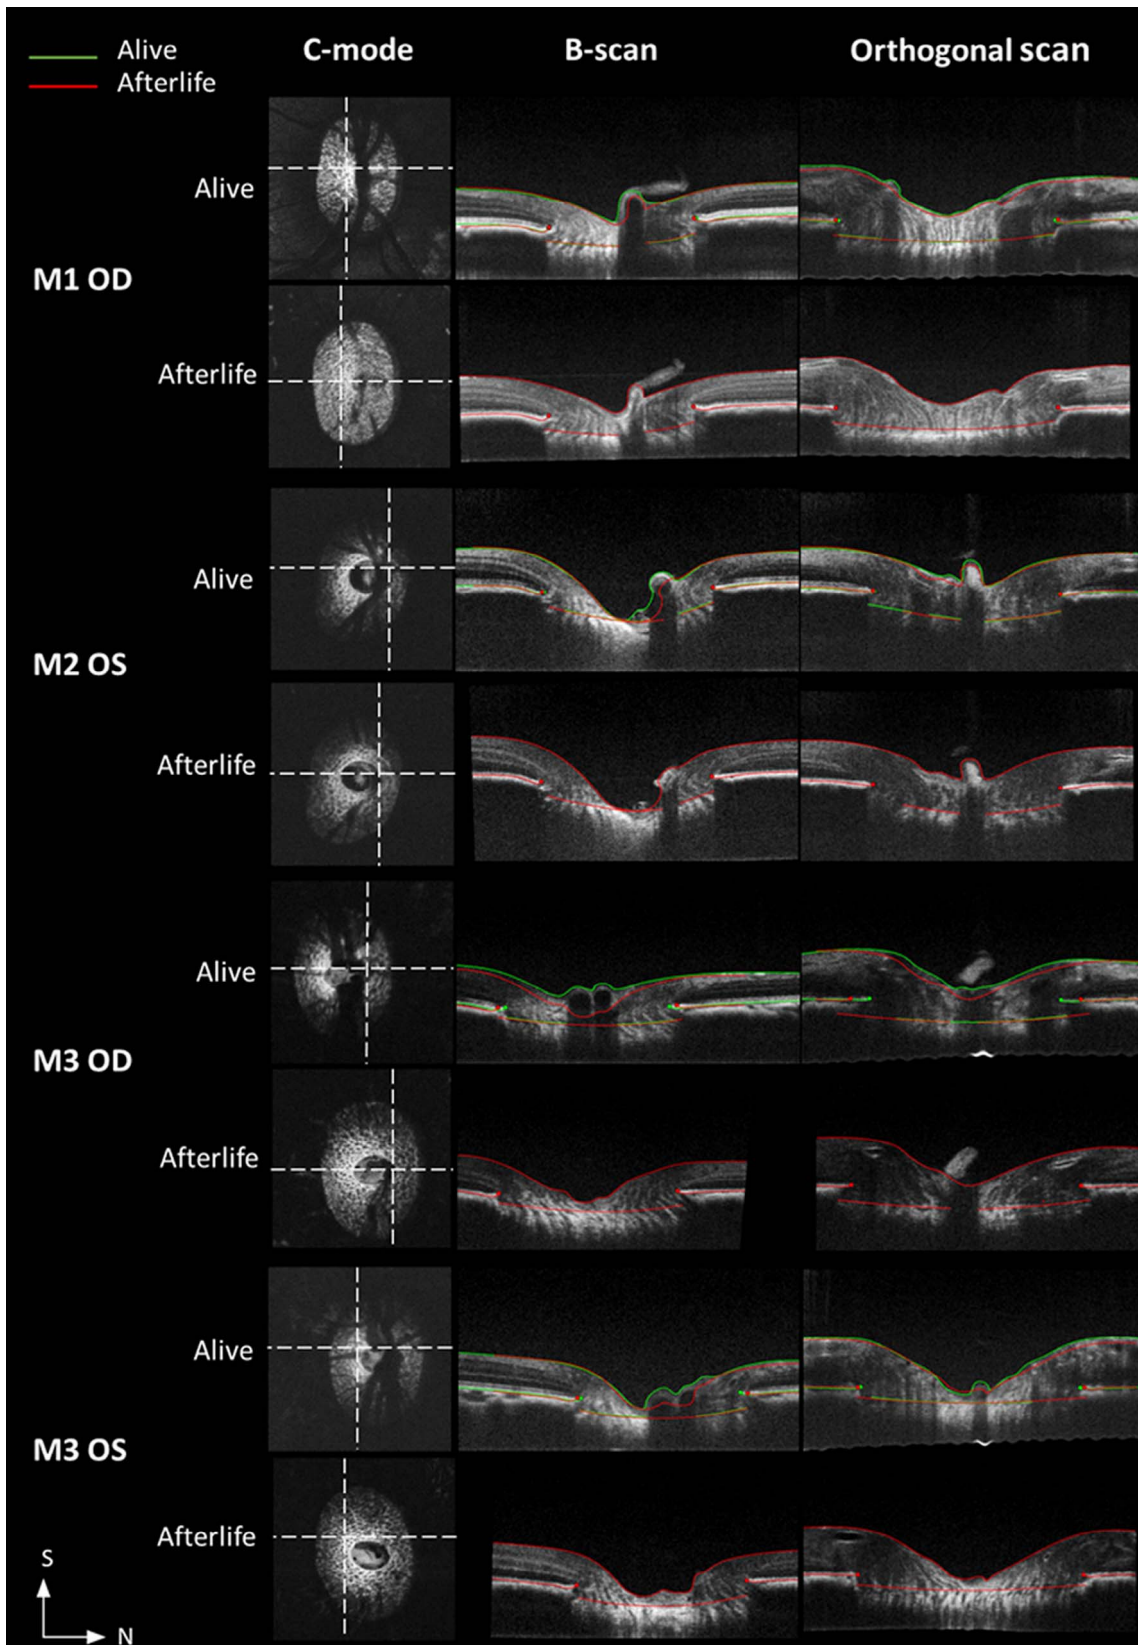 Alive
Afterlife
C-mode
B-scan
Orthogonal scan
Alive
M1 OD
Afterlife
Alive
M2 OS
Afterlife
Alive
M3 OD
Afterlife
Alive
M3 OS
Afterlife
S
N